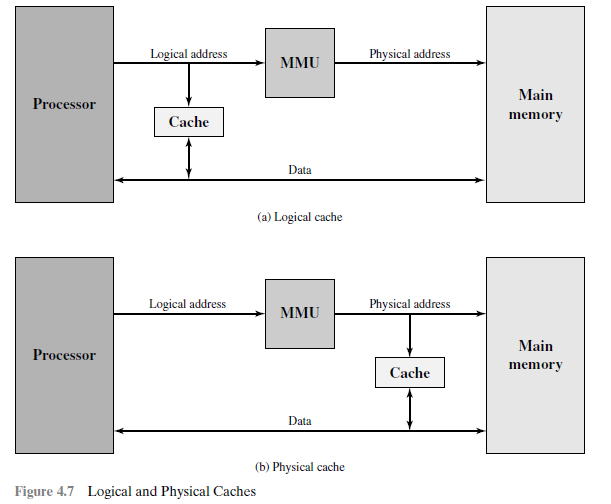 Logical address
MMU
Physical address
Processor
Cache
Main
memory
Data
(a) Logical cache
Logical address
MMU
Physical address
Processor
Cache
Main
memory
Data
(b) Physical cache
Figure 4.7 Logical and Physical Caches